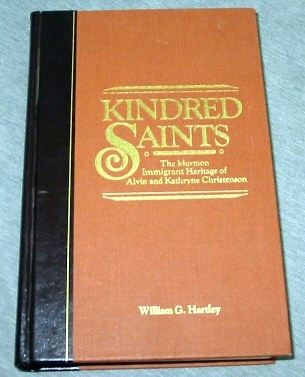 KINDRED
SAINTS
The Mormon
Immigrant Heritage of
Alvin and Kathryne Christenson
William G. Hartley